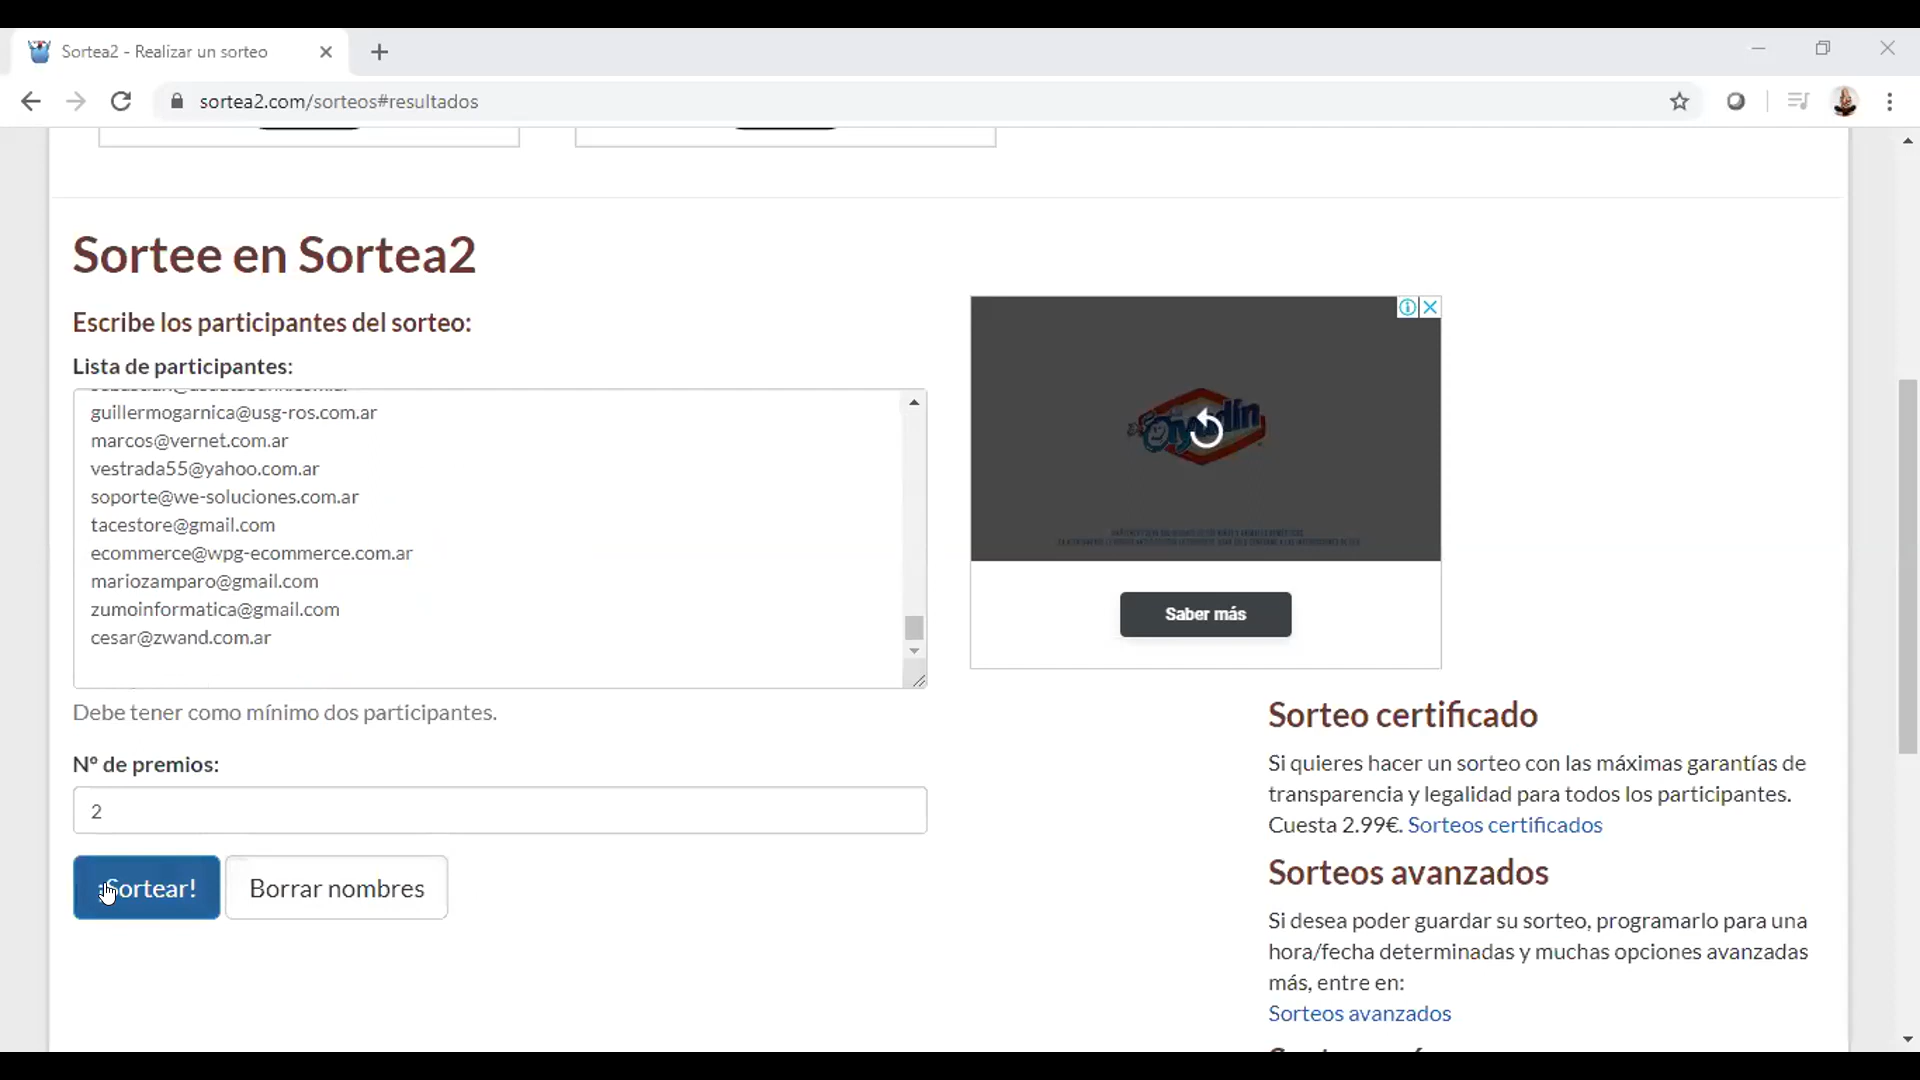 Sortea2 - Realizar un sorteo
sortea2.com/sorteos#resultados
Sortee en Sortea2
Escribe los participantes del sorteo:
Lista de participantes:
guillermogarnica@usg-ros.com.ar
marcos@vernet.com.ar
vestrada55@yahoo.com.ar
soporte@we-soluciones.com.ar
tacestore@gmail.com
ecommerce@wpg-ecommerce.com.ar
mariozamparo@gmail.com
zumoinformatica@gmail.com
cesar@zwand.com.ar
Debe tener como mínimo dos participantes.
Nº de premios:
2
¡Sortear!
Borrar nombres
Ayudín
Saber más
Sorteo certificado
Si quieres hacer un sorteo con las máximas garantías de
transparencia y legalidad para todos los participantes.
Cuesta 2.99€. Sorteos certificados
Sorteos avanzados
Si desea poder guardar su sorteo, programarlo para una
hora/fecha determinadas y muchas opciones avanzadas
más, entre en:
Sorteos avanzados